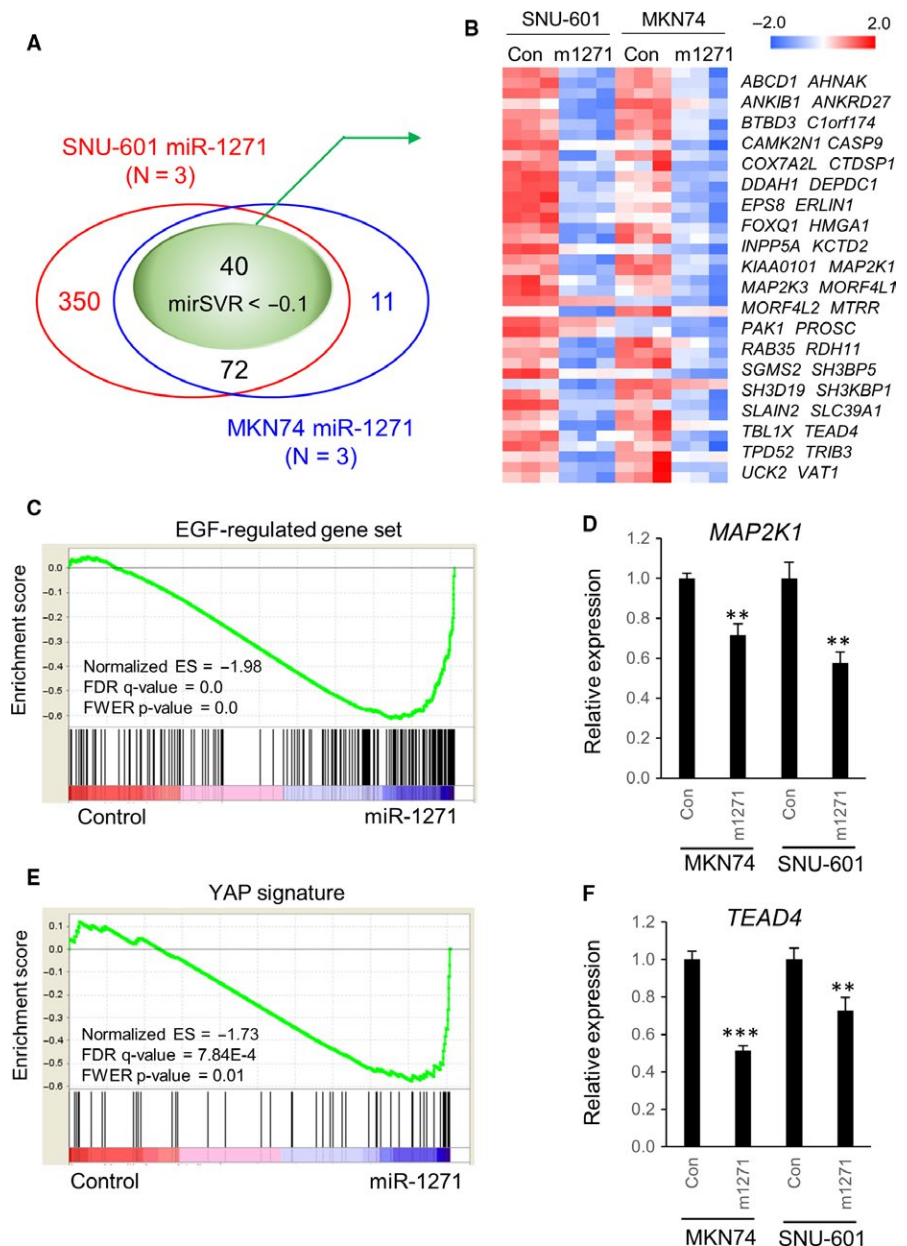 A
SNU-601 miR-1271
(N = 3)
350
40
mirSVR < −0.1
11
72
MKN74 miR-1271
(N = 3)
B
SNU-601 MKN74
−2.0 2.0
Con m1271 Con m1271
ABCD1 AHNAK
ANKIB1 ANKRD27
BTBD3 C1orf174
CAMK2N1 CASP9
COX7A2L CTDSP1
DDAH1 DEPDC1
EPS8 ERLIN1
FOXQ1 HMGA1
INPP5A KCTD2
KIAA0101 MAP2K1
MAP2K3 MORF4L1
MORF4L2 MTRR
PAK1 PROSC
RAB35 RDH11
SGMS2 SH3BP5
SH3D19 SH3KBP1
SLAIN2 SLC39A1
TBL1X TEAD4
TPD52 TRIB3
UCK2 VAT1
C
EGF-regulated gene set
Enrichment score
0.0
−0.1
−0.2
−0.3
−0.4
−0.5
−0.6
Normalized ES = −1.98
FDR q-value = 0.0
FWER p-value = 0.0
Control miR-1271
D
MAP2K1
Relative expression
1.2
1.0
0.8
0.6
0.4
0.2
0.0
**
**
Con m1271 Con m1271
MKN74 SNU-601
E
YAP signature
Enrichment score
0.1
0.0
−0.1
−0.2
−0.3
−0.4
−0.5
−0.6
Normalized ES = −1.73
FDR q-value = 7.84E-4
FWER p-value = 0.01
Control miR-1271
F
TEAD4
Relative expression
1.2
1.0
0.8
0.6
0.4
0.2
0.0
***
**
Con m1271 Con m1271
MKN74 SNU-601